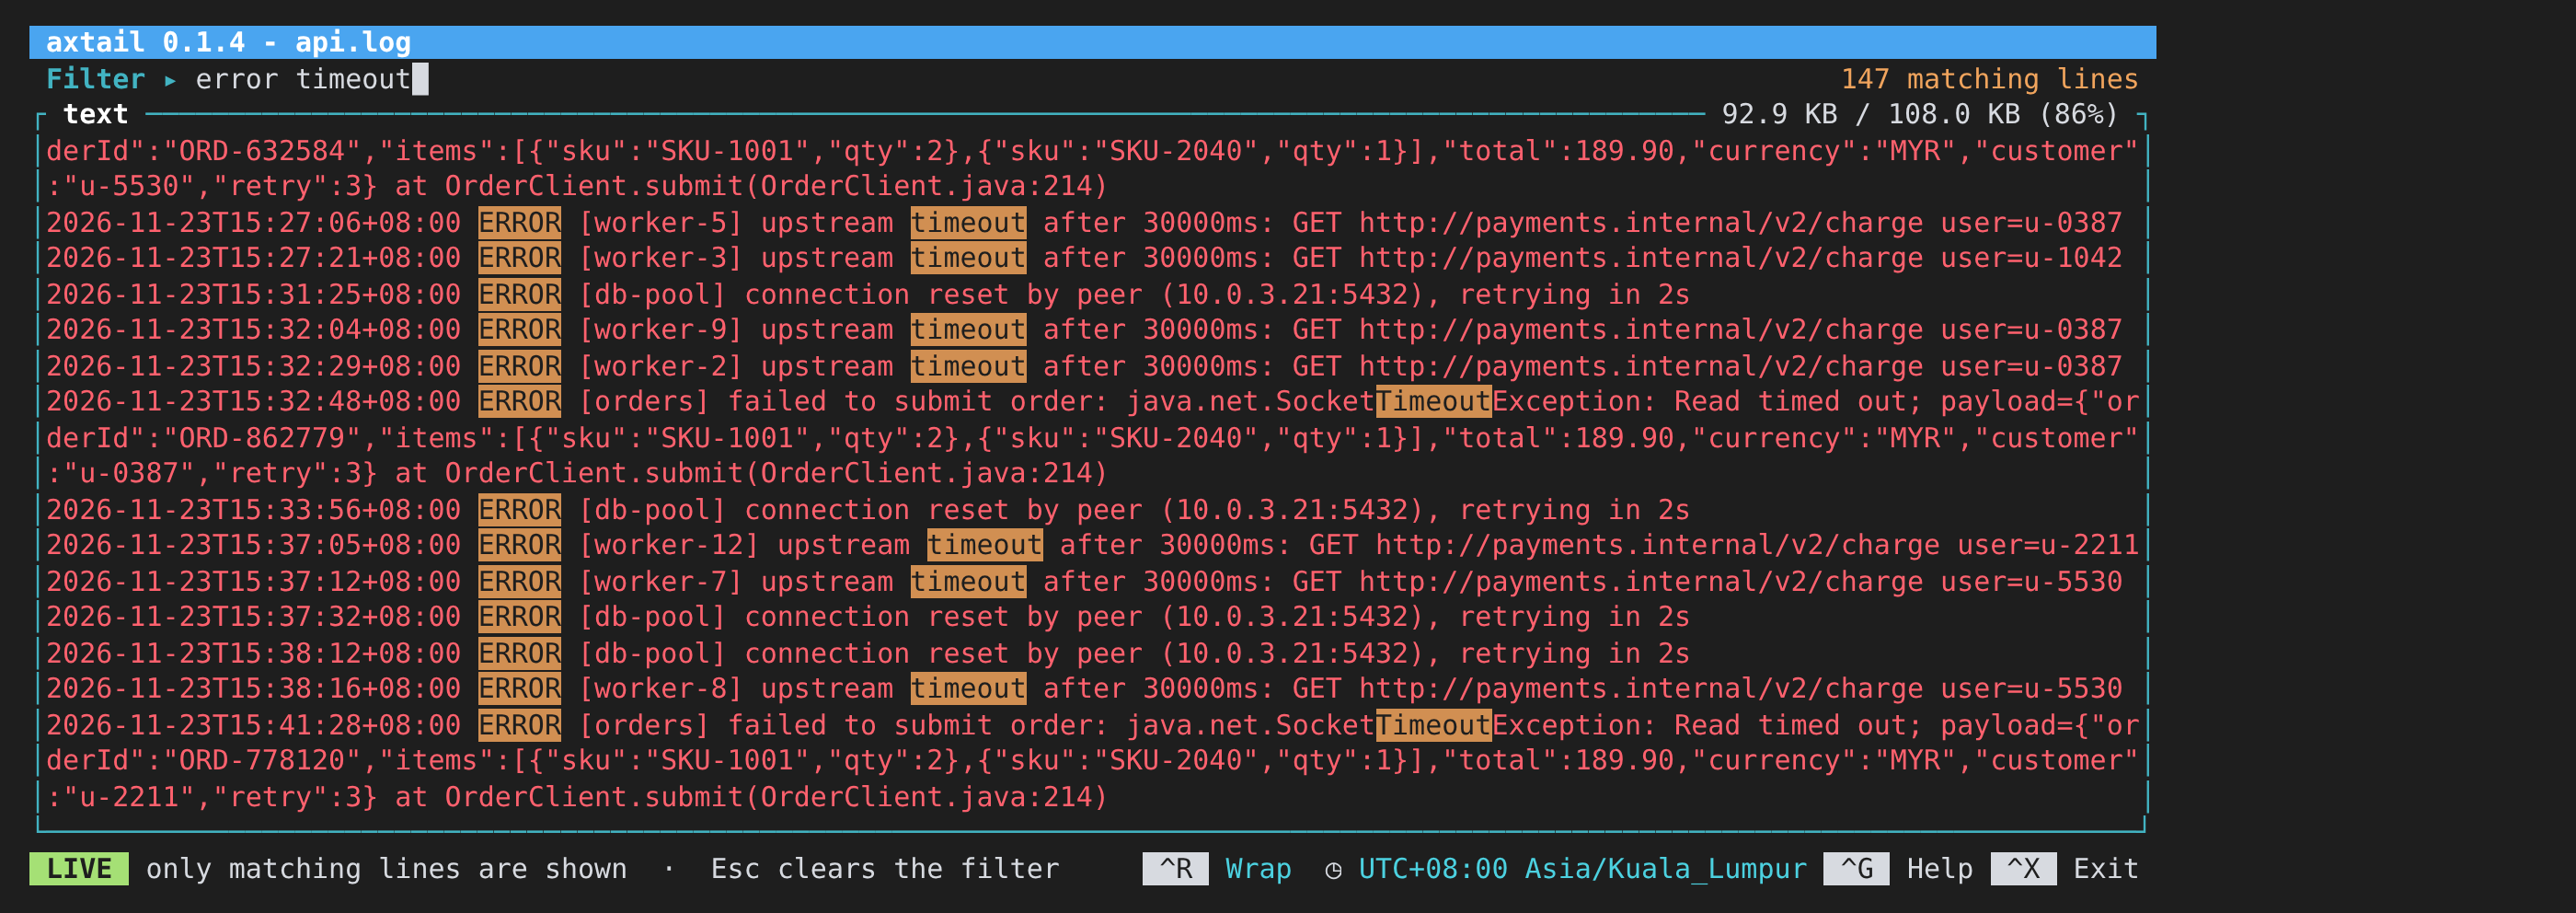 axtail 0.1.4 - api.log
Filter ▸ error timeout 147 matching lines
text 92.9 KB / 108.0 KB (86%)
derId":"ORD-632584","items":[{"sku":"SKU-1001","qty":2},{"sku":"SKU-2040","qty":1}],"total":189.90,"currency":"MYR","customer"
:"u-5530","retry":3} at OrderClient.submit(OrderClient.java:214)
2026-11-23T15:27:06+08:00 ERROR [worker-5] upstream timeout after 30000ms: GET http://payments.internal/v2/charge user=u-0387
2026-11-23T15:27:21+08:00 ERROR [worker-3] upstream timeout after 30000ms: GET http://payments.internal/v2/charge user=u-1042
2026-11-23T15:31:25+08:00 ERROR [db-pool] connection reset by peer (10.0.3.21:5432), retrying in 2s
2026-11-23T15:32:04+08:00 ERROR [worker-9] upstream timeout after 30000ms: GET http://payments.internal/v2/charge user=u-0387
2026-11-23T15:32:29+08:00 ERROR [worker-2] upstream timeout after 30000ms: GET http://payments.internal/v2/charge user=u-0387
2026-11-23T15:32:48+08:00 ERROR [orders] failed to submit order: java.net.SocketTimeoutException: Read timed out; payload={"or
derId":"ORD-862779","items":[{"sku":"SKU-1001","qty":2},{"sku":"SKU-2040","qty":1}],"total":189.90,"currency":"MYR","customer"
:"u-0387","retry":3} at OrderClient.submit(OrderClient.java:214)
2026-11-23T15:33:56+08:00 ERROR [db-pool] connection reset by peer (10.0.3.21:5432), retrying in 2s
2026-11-23T15:37:05+08:00 ERROR [worker-12] upstream timeout after 30000ms: GET http://payments.internal/v2/charge user=u-2211
2026-11-23T15:37:12+08:00 ERROR [worker-7] upstream timeout after 30000ms: GET http://payments.internal/v2/charge user=u-5530
2026-11-23T15:37:32+08:00 ERROR [db-pool] connection reset by peer (10.0.3.21:5432), retrying in 2s
2026-11-23T15:38:12+08:00 ERROR [db-pool] connection reset by peer (10.0.3.21:5432), retrying in 2s
2026-11-23T15:38:16+08:00 ERROR [worker-8] upstream timeout after 30000ms: GET http://payments.internal/v2/charge user=u-5530
2026-11-23T15:41:28+08:00 ERROR [orders] failed to submit order: java.net.SocketTimeoutException: Read timed out; payload={"or
derId":"ORD-778120","items":[{"sku":"SKU-1001","qty":2},{"sku":"SKU-2040","qty":1}],"total":189.90,"currency":"MYR","customer"
:"u-2211","retry":3} at OrderClient.submit(OrderClient.java:214)
LIVE only matching lines are shown · Esc clears the filter ^R Wrap ◷ UTC+08:00 Asia/Kuala_Lumpur ^G Help ^X Exit